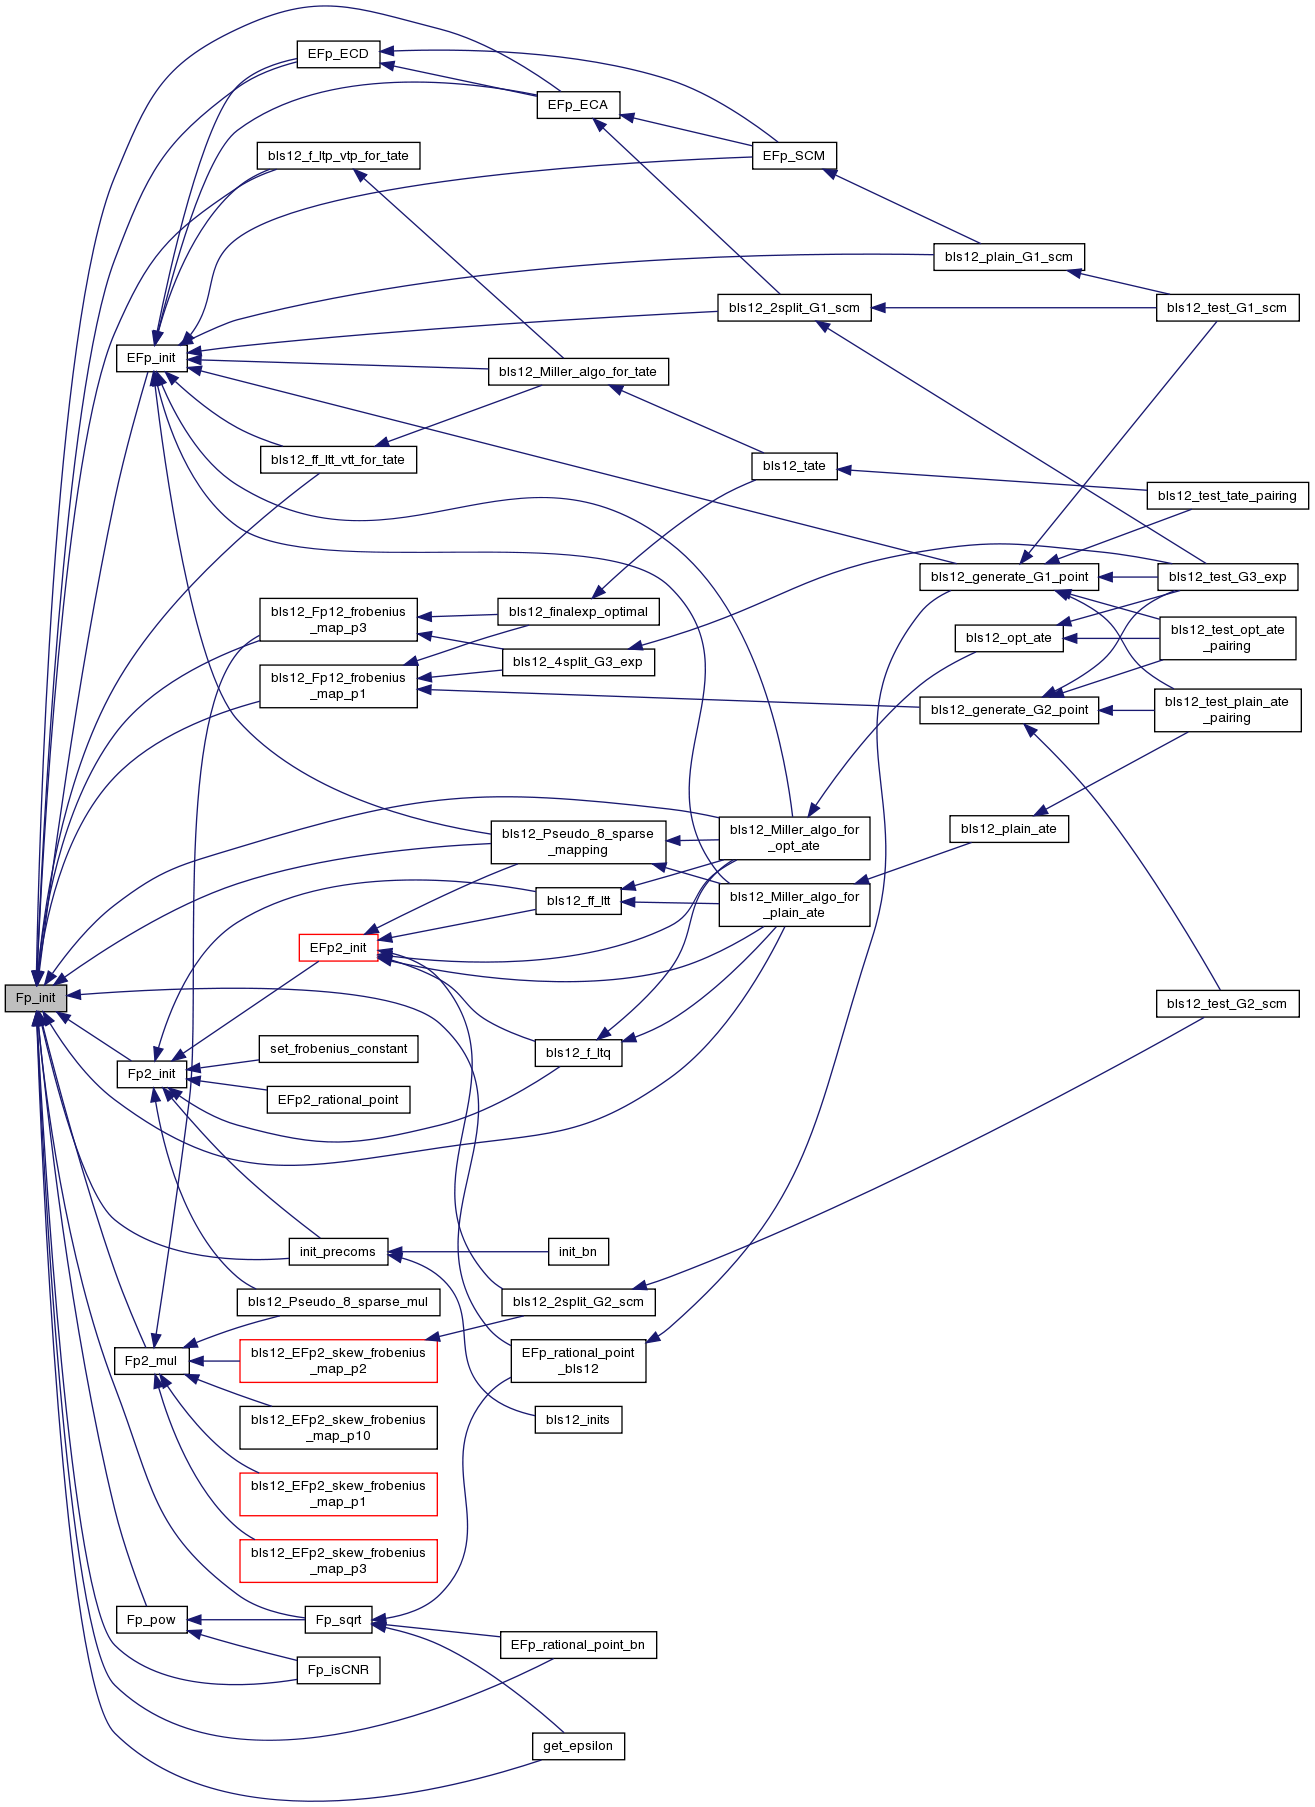 EFp_ECD
EFp_ECA
bls12_f_ltp_vtp_for_tate
EFp_SCM
bls12_plain_G1_scm
bls12_2split_G1_scm
bls12_test_G1_scm
EFp_init
bls12_Miller_algo_for_tate
bls12_ff_ltt_vtt_for_tate
bls12_tate
bls12_test_tate_pairing
bls12_generate_G1_point
bls12_test_G3_exp
bls12_Fp12_frobenius
_map_p3
bls12_finalexp_optimal
bls12_opt_ate
bls12_test_opt_ate
_pairing
bls12_4split_G3_exp
bls12_Fp12_frobenius
_map_p1
bls12_generate_G2_point
bls12_test_plain_ate
_pairing
bls12_Pseudo_8_sparse
_mapping
bls12_Miller_algo_for
_opt_ate
bls12_plain_ate
bls12_ff_ltt
bls12_Miller_algo_for
_plain_ate
EFp2_init
Fp_init
bls12_test_G2_scm
set_frobenius_constant
bls12_f_ltq
Fp2_init
EFp2_rational_point
init_precoms
init_bn
bls12_Pseudo_8_sparse_mul
bls12_2split_G2_scm
Fp2_mul
bls12_EFp2_skew_frobenius
_map_p2
EFp_rational_point
_bls12
bls12_EFp2_skew_frobenius
_map_p10
bls12_inits
bls12_EFp2_skew_frobenius
_map_p1
bls12_EFp2_skew_frobenius
_map_p3
Fp_pow
Fp_sqrt
EFp_rational_point_bn
Fp_isCNR
get_epsilon